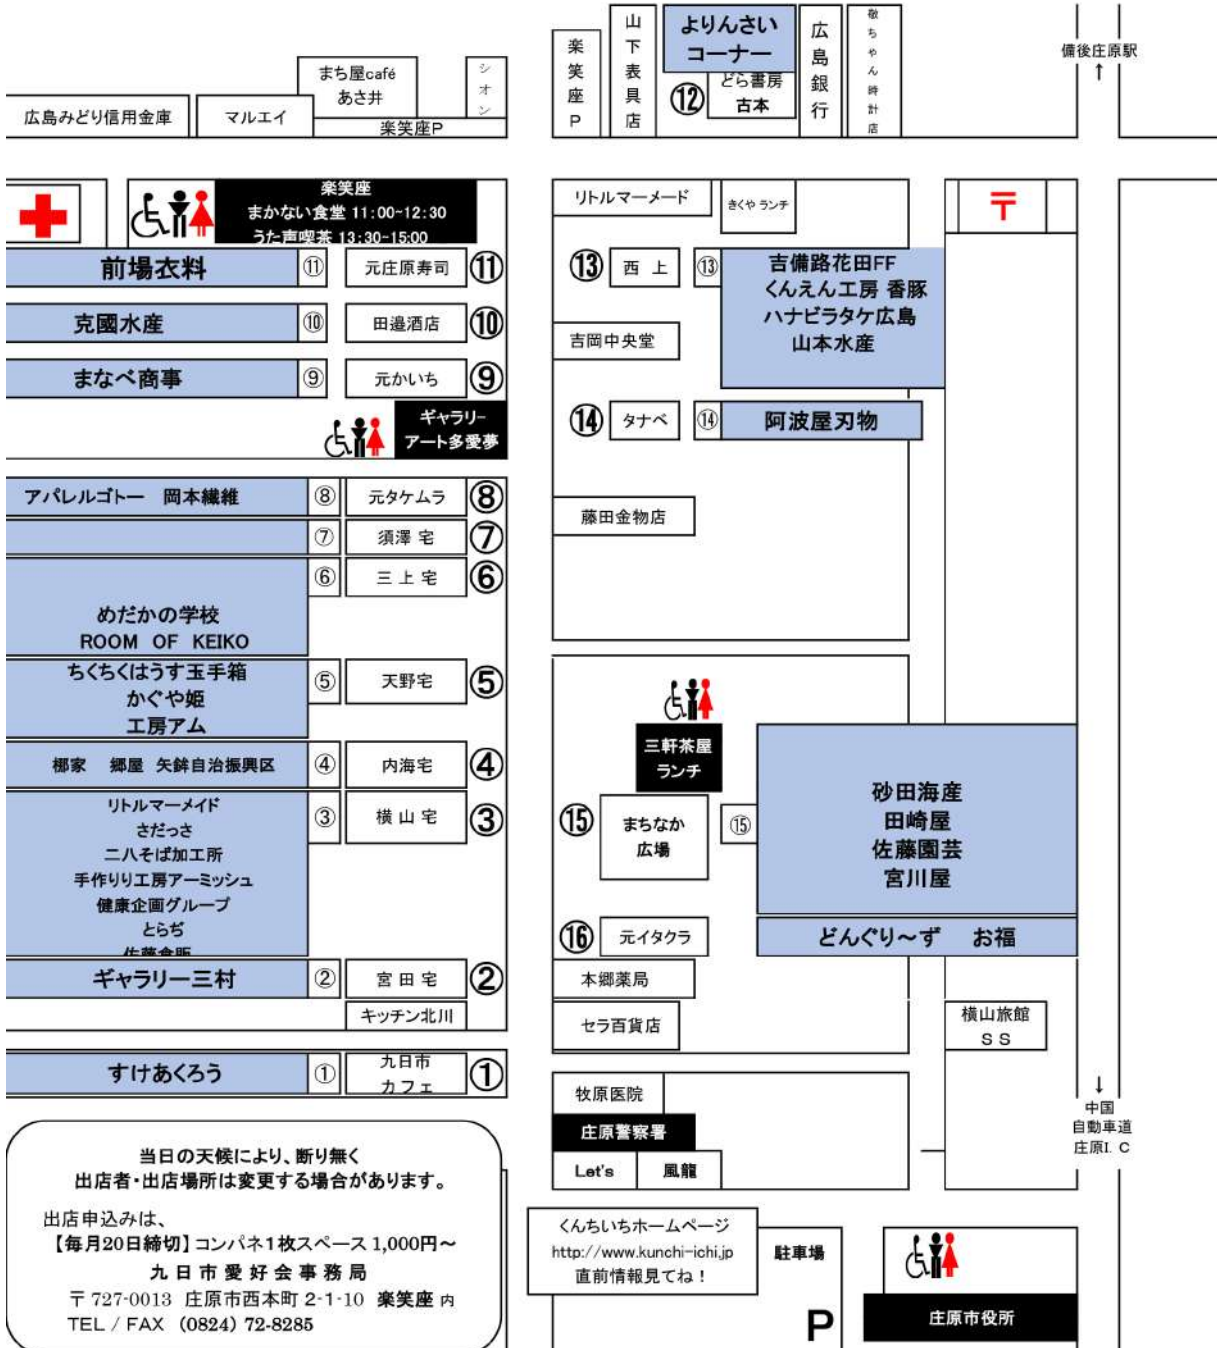 広島みどり信用金庫
マルエイ
まち屋café
あさ井
シオン
楽笑座P
楽笑座P
山下表具店
よりんさい
コーナー
⑫
どら書房
古本
広島銀行
敬ちゃん時計店
備後庄原駅
↑
楽笑座
まかない食堂 11:00~12:30
うた声喫茶 13:30~15:00
前場衣料
⑪
元庄原寿司
⑪
克國水産
⑩
田邉酒店
⑩
まなべ商事
⑨
元かいち
⑨
ギャラリー
アート多愛夢
アパレルゴトー 岡本繊維
⑧
元タケムラ
⑧
⑦
須澤 宅
⑦
⑥
三 上 宅
⑥
めだかの学校
ROOM OF KEIKO
ちくちくはうす玉手箱
かぐや姫
工房アム
⑤
天野宅
⑤
梛家 郷屋 矢鉾自治振興区
④
内海宅
④
リトルマーメイド
さだっさ
二八そば加工所
手作りり工房アーミッシュ
健康企画グループ
とらぢ
佐藤食販
③
横 山 宅
③
ギャラリー三村
②
宮 田 宅
②
キッチン北川
すけあくろう
①
九日市
カフェ
①
リトルマーメード
きくや ランチ
〒
⑬
西 上
⑬
吉備路花田FF
くんえん工房 香豚
ハナビラタケ広島
山本水産
吉岡中央堂
⑭
タナベ
⑭
阿波屋刃物
藤田金物店
三軒茶屋
ランチ
⑮
まちなか
広場
⑮
砂田海産
田崎屋
佐藤園芸
宮川屋
⑯
元イタクラ
どんぐり～ず お福
本郷薬局
セラ百貨店
横山旅館
S S
牧原医院
庄原警察署
Let's
風龍
↓
中国
自動車道
庄原I. C
当日の天候により、断り無く
出店者・出店場所は変更する場合があります。
出店申込みは、
【毎月20日締切】コンパネ1枚スペース 1,000円～
九 日 市 愛 好 会 事 務 局
〒 727-0013 庄原市西本町 2-1-10 楽笑座 内
TEL / FAX (0824) 72-8285
くんちいちホームページ
http://www.kunchi-ichi.jp
直前情報見てね！
駐車場
P
庄原市役所